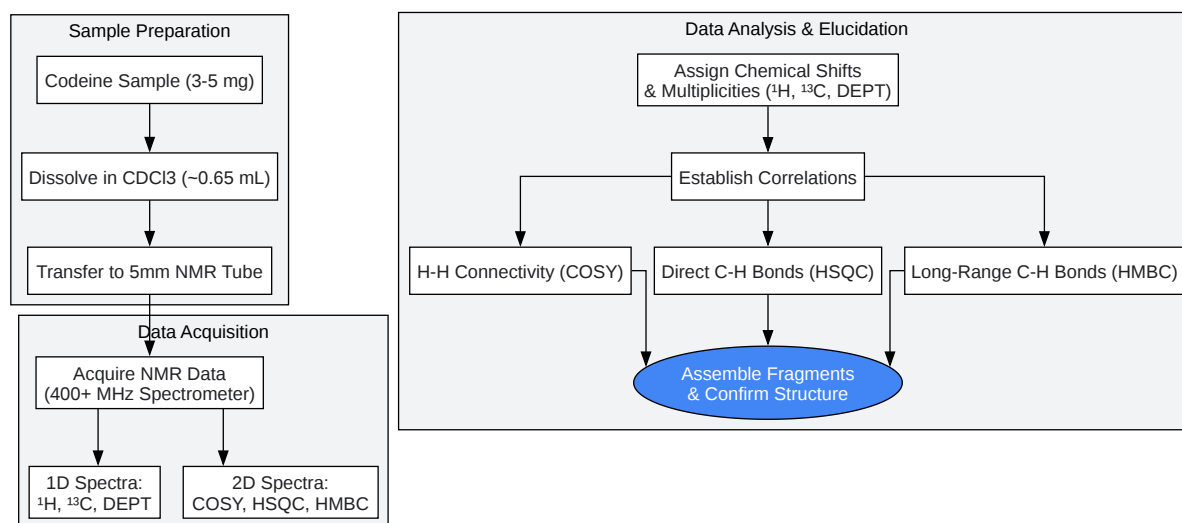 Sample Preparation
Codeine Sample (3-5 mg)
Dissolve in CDCl3 (~0.65 mL)
Transfer to 5mm NMR Tube
Data Acquisition
Acquire NMR Data
(400+ MHz Spectrometer)
1D Spectra:
¹H, ¹³C, DEPT
2D Spectra:
COSY, HSQC, HMBC
Data Analysis & Elucidation
Assign Chemical Shifts
& Multiplicities (¹H, ¹³C, DEPT)
Establish Correlations
H-H Connectivity (COSY)
Direct C-H Bonds (HSQC)
Long-Range C-H Bonds (HMBC)
Assemble Fragments
& Confirm Structure